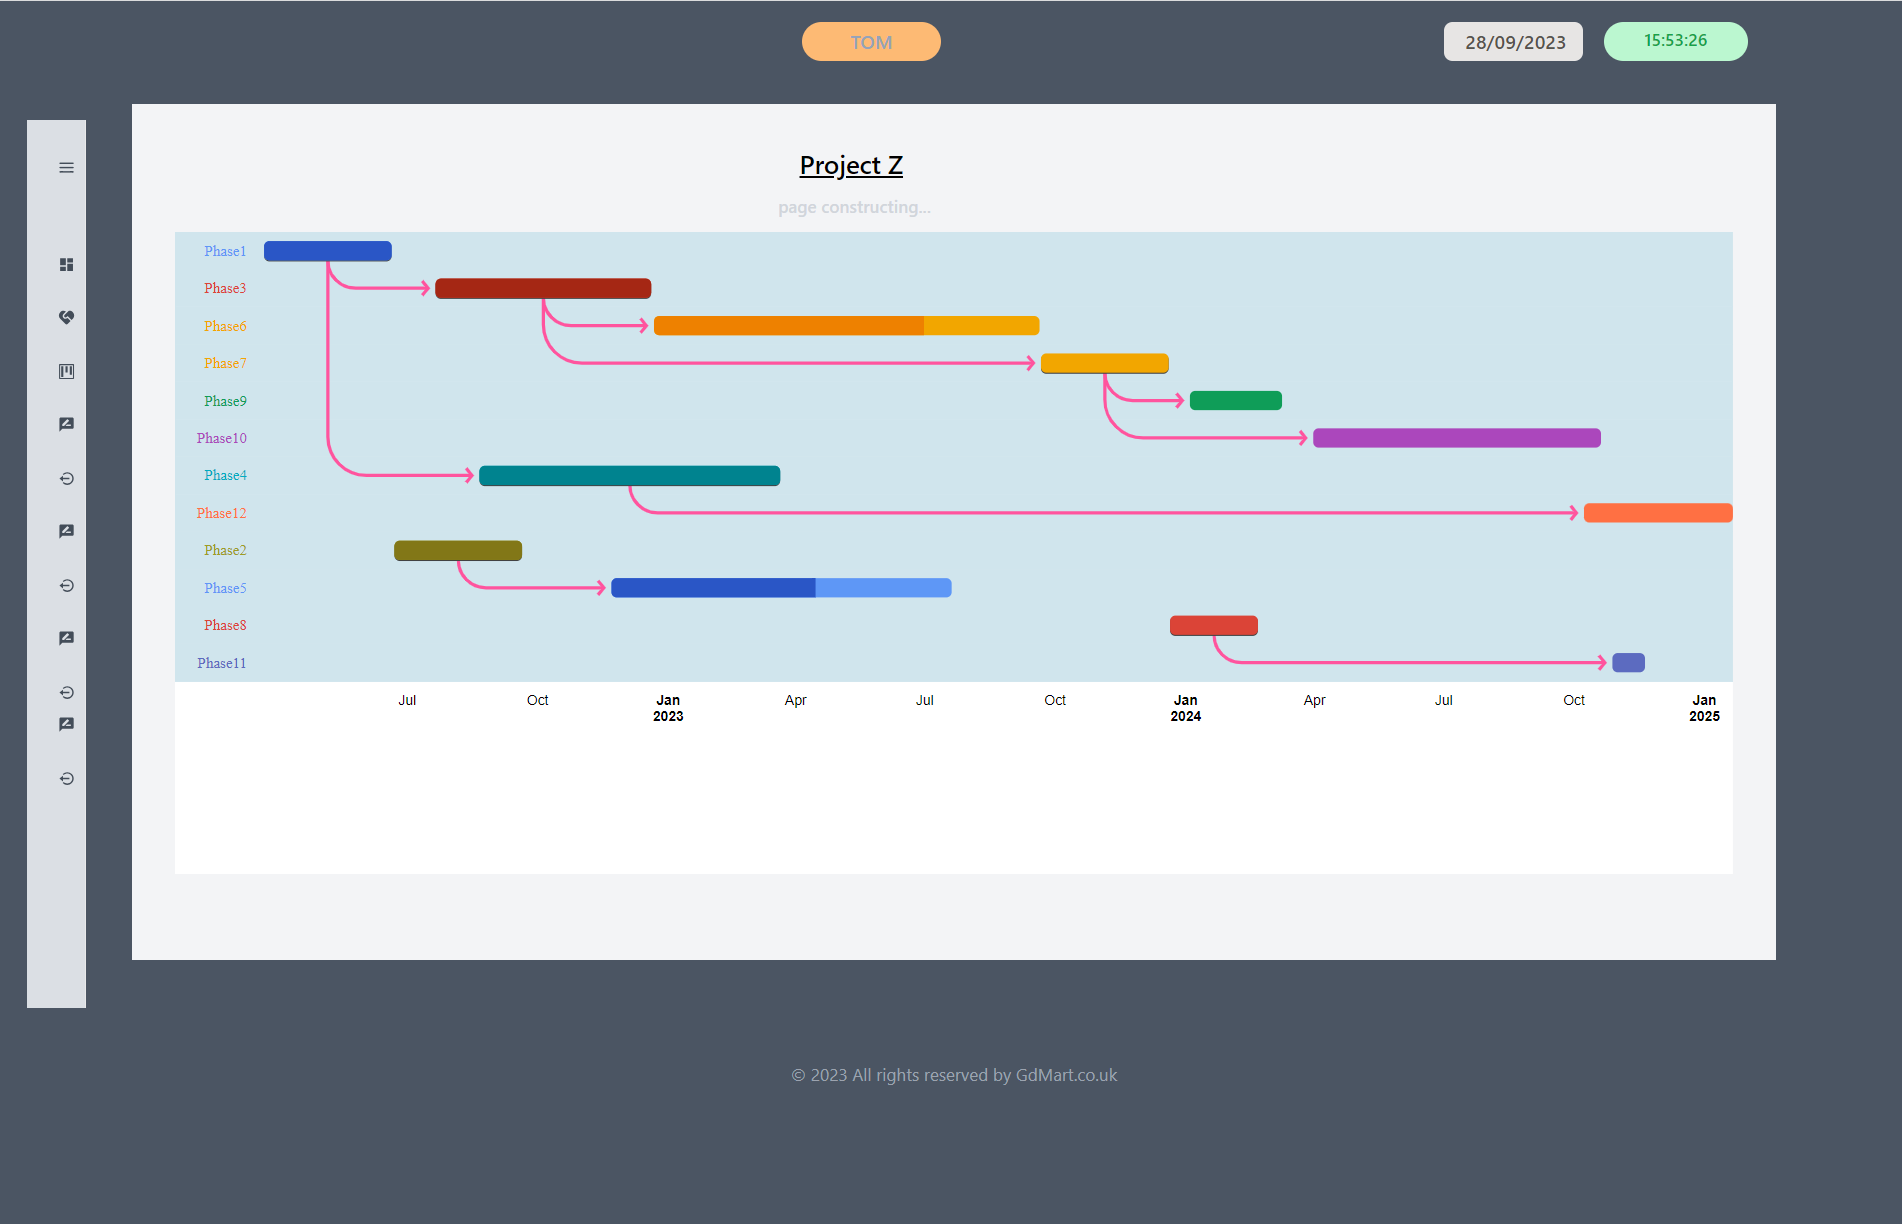 TOM
28/09/2023
15:53:26
Project Z
page constructing...
Phase1
Phase3
Phase6
Phase7
Phase9
Phase10
Phase4
Phase12
Phase2
Phase5
Phase8
Phase11
Jul Oct Jan Apr Jul Oct Jan Apr Jul Oct Jan
2023 2024 2025
© 2023 All rights reserved by GdMart.co.uk